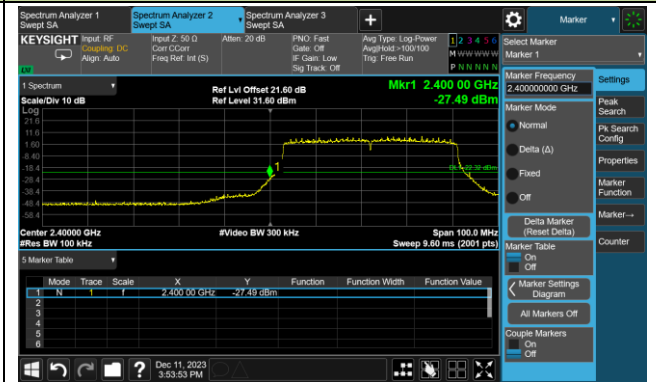 Spectrum Analyzer 1
Swept SA
Spectrum Analyzer 2
Swept SA
Spectrum Analyzer 3
Swept SA
+
Marker
KEYSIGHT
Input: RF
Coupling: DC
Align: Auto
Input Z: 50 Ω
Corr CCorr
Freq Ref: Int (S)
Atten: 20 dB
PNO: Fast
Gate: Off
IF Gain: Low
Sig Track: Off
Avg Type: Log-Power
Avg|Hold:>100/100
Trig: Free Run
1 2 3 4 5 6
M W W W W W
P N N N N N
Select Marker
Marker 1
1 Spectrum
Scale/Div 10 dB
Log
Ref Lvl Offset 21.60 dB
Ref Level 31.60 dBm
Mkr1 2.400 00 GHz
-27.49 dBm
21.6
11.6
1.60
-8.40
-18.4
-28.4
-38.4
-48.4
-58.4
1
DL1 -22.32 dBm
Center 2.40000 GHz
#Res BW 100 kHz
#Video BW 300 kHz
Span 100.0 MHz
Sweep 9.60 ms (2001 pts)
5 Marker Table
Mode Trace Scale X Y Function Function Width Function Value
1 N 1 f 2.400 00 GHz -27.49 dBm
2
3
4
5
6
Marker Frequency
2.400000000 GHz
Marker Mode
Normal
Delta (Δ)
Fixed
Off
Delta Marker
(Reset Delta)
Marker Table
On
Off
Marker Settings
Diagram
All Markers Off
Couple Markers
On
Off
Settings
Peak
Search
Pk Search
Config
Properties
Marker
Function
Marker→
Counter
?
Dec 11, 2023
3:53:53 PM